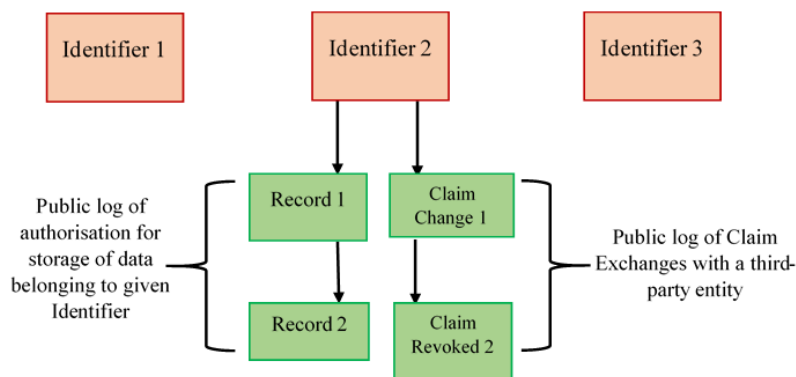 Identifier 1
Identifier 2
Identifier 3
Public log of
authorisation for
storage of data
belonging to given
Identifier
Record 1
Claim
Change 1
Record 2
Claim
Revoked 2
Public log of Claim
Exchanges with a third-
party entity